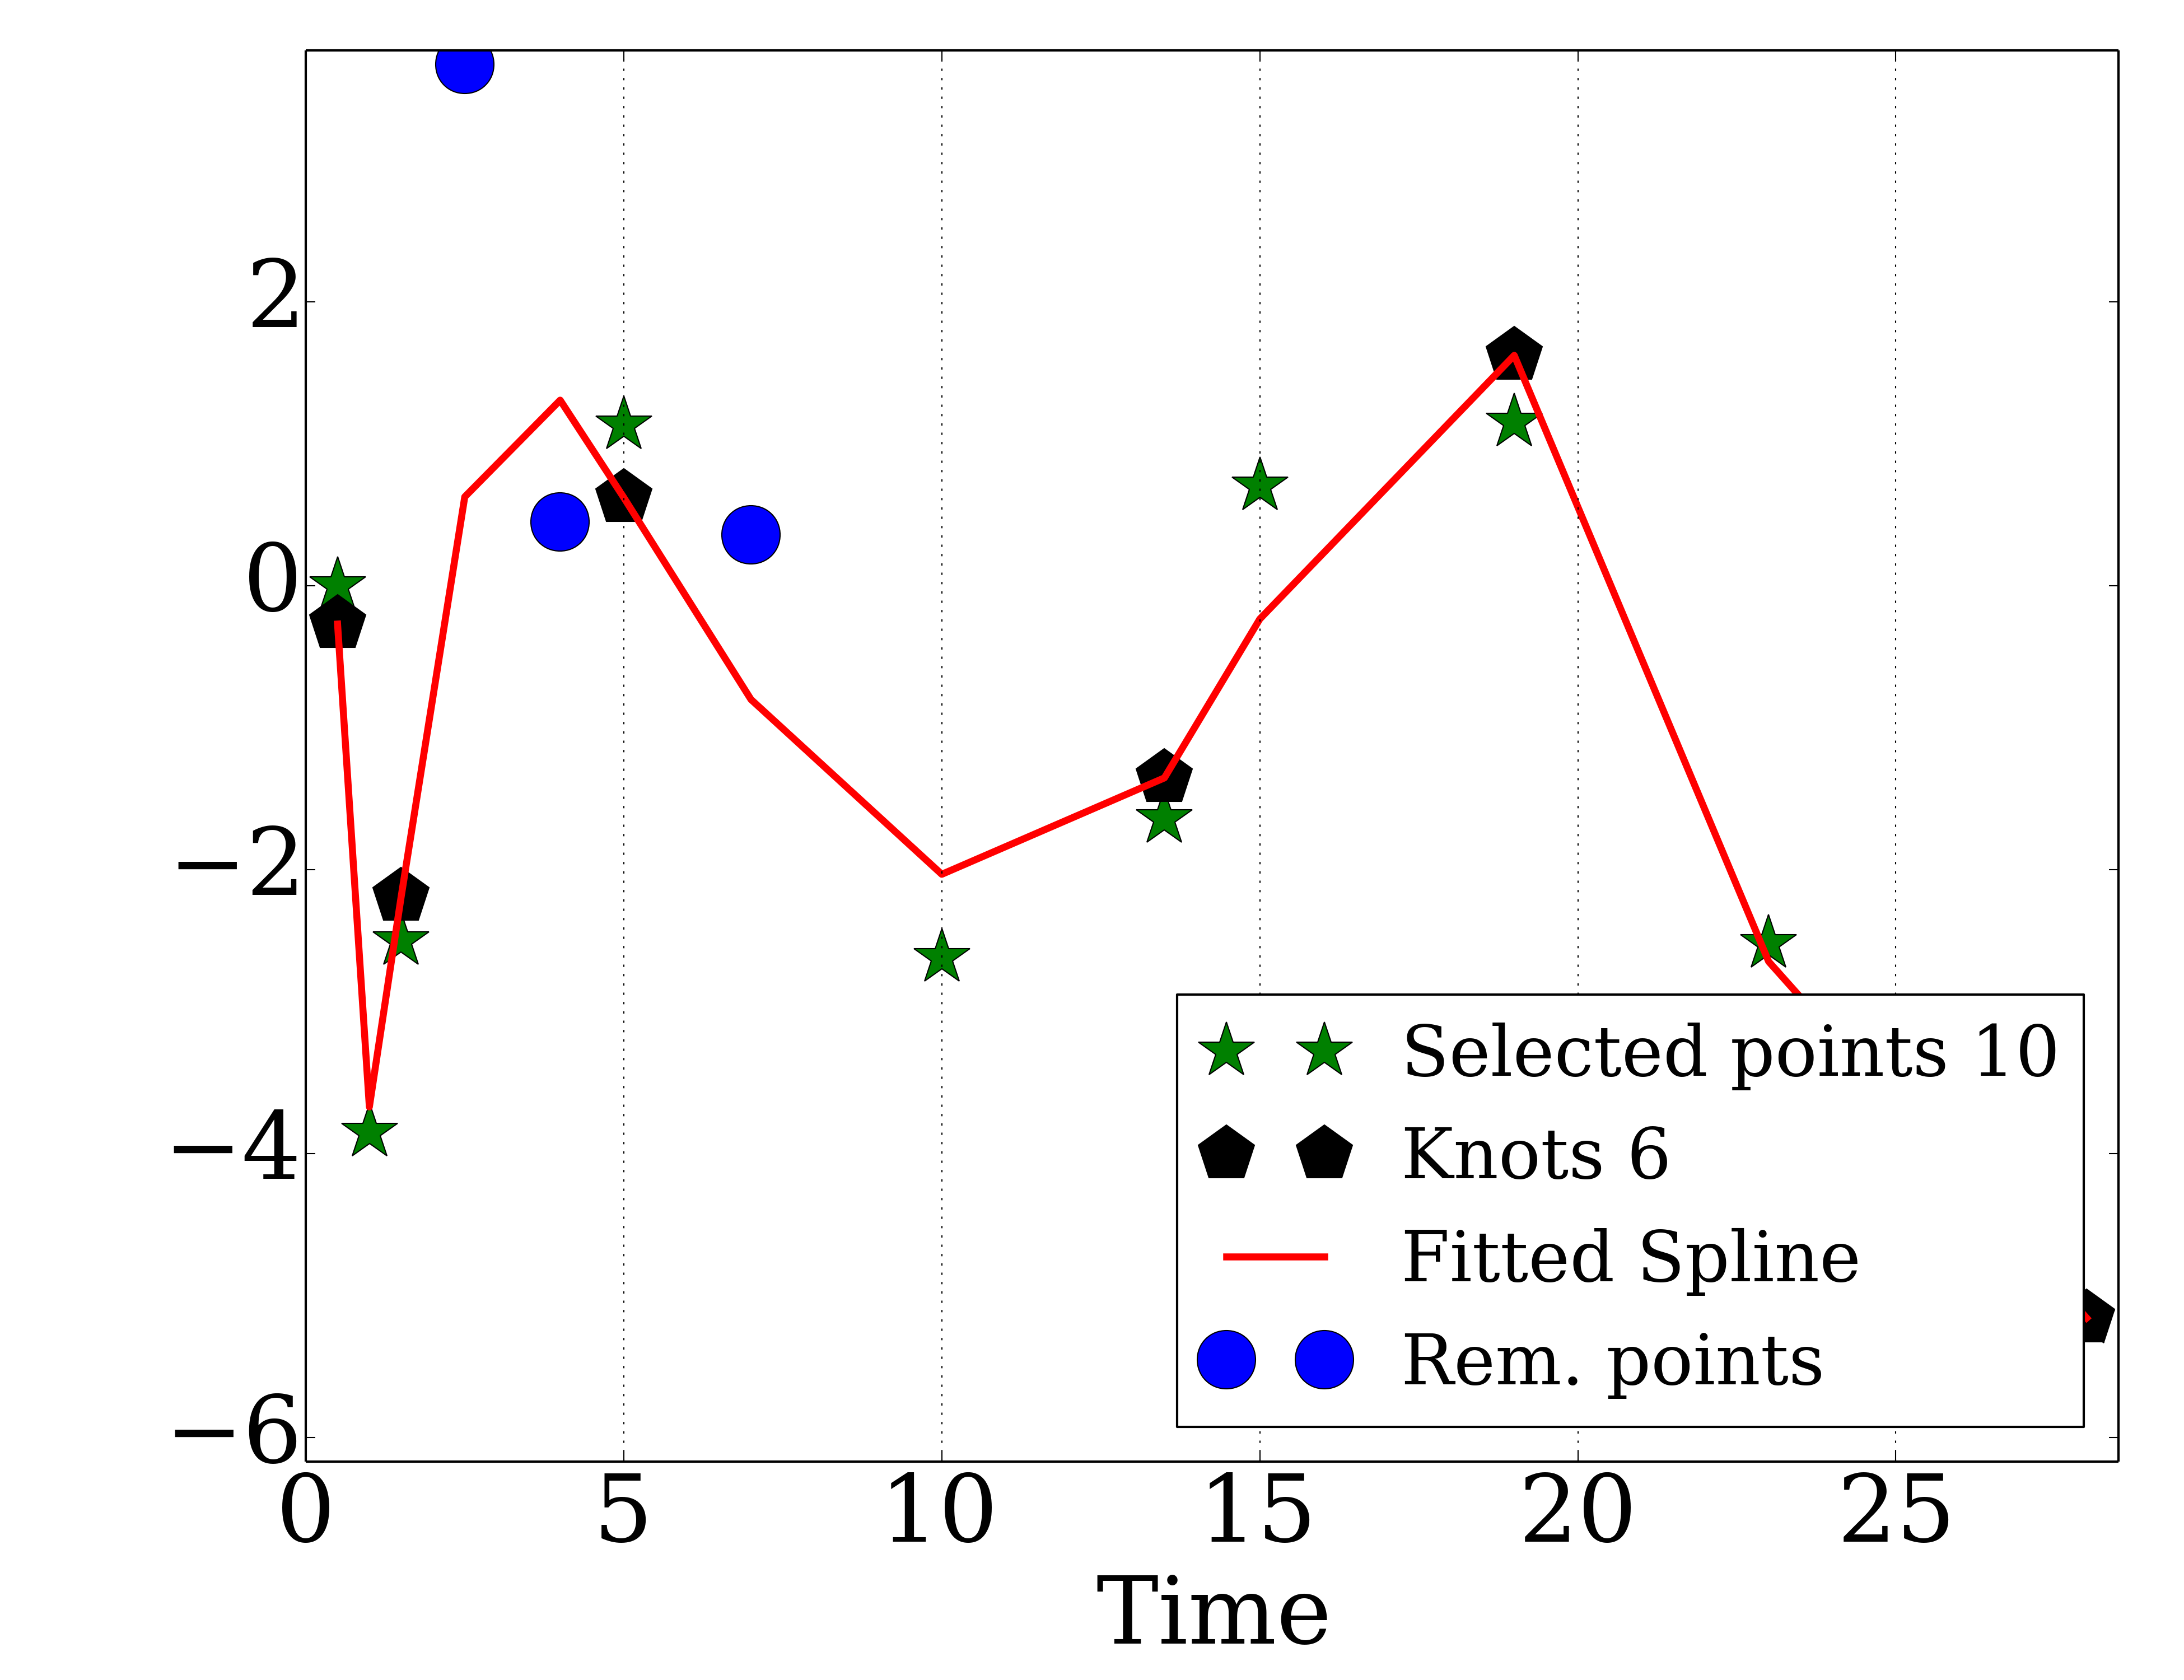 2
0
−2
−4
−6
0 5 10 15 20 25
Time
Selected points 10
Knots 6
Fitted Spline
Rem. points